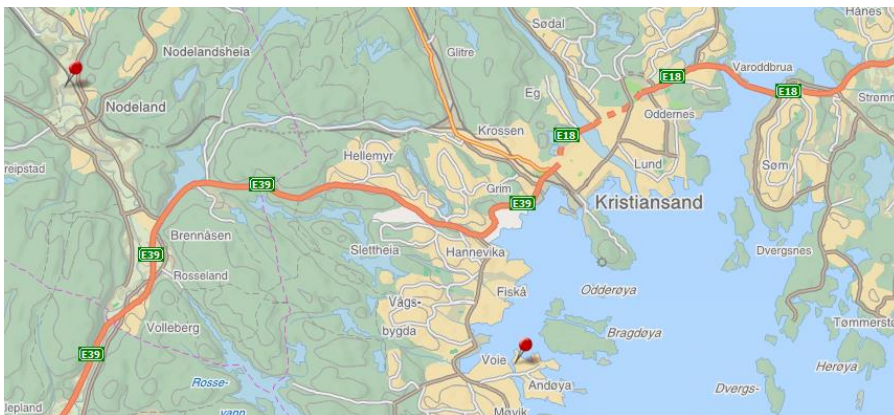 Sødal
Hånes
Nodelandsheia
Glitre
Varoddbrua
E18
Eg
E18
Nodeland
Strømm
Oddernes
Krossen
E18
reipstad
Hellemyr
Lund
Søm
E39
Grim
E39
Kristiansand
Brennåsen
Slettheia
Hannevika
Dvergsnes
E39
Rosseland
Fiskå
Odderøya
Vågs-
bygda
Volleberg
Bragdøya
Tømmerst
E39
Voie
Herøya
Rosse-
vann
Andøya
Dvergs-
lepland
Møvik